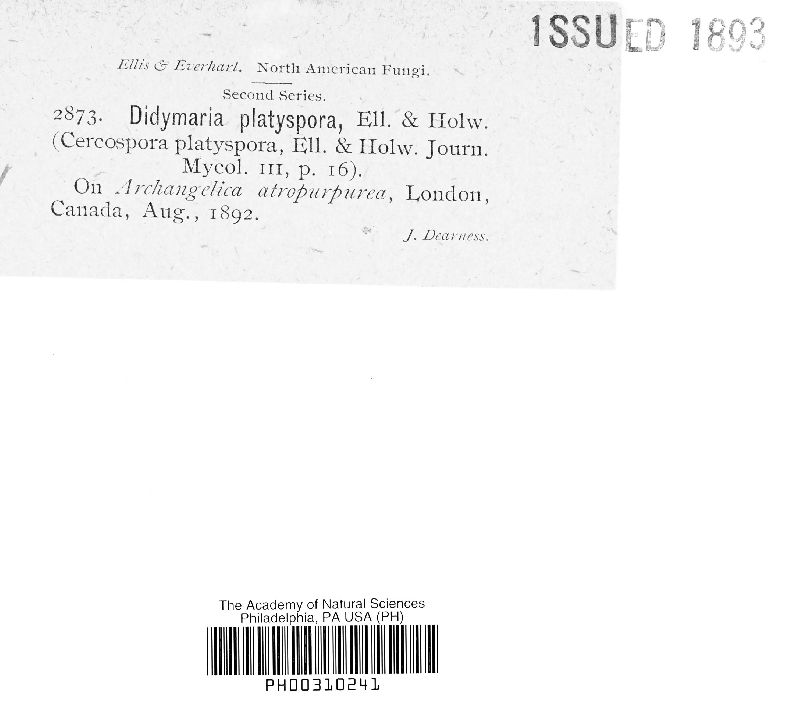 ISSUED 1893
Ellis & Everhart. North American Fungi.
Second Series.
2873. Didymaria platyspora, Ell. & Holw.
(Cercospora platyspora, Ell. & Holw. Journ.
Mycol. III, p. 16).
On Archangelica atropurpurea, London,
Canada, Aug., 1892.
J. Dearness.
The Academy of Natural Sciences
Philadelphia, PA USA (PH)
PH00310241